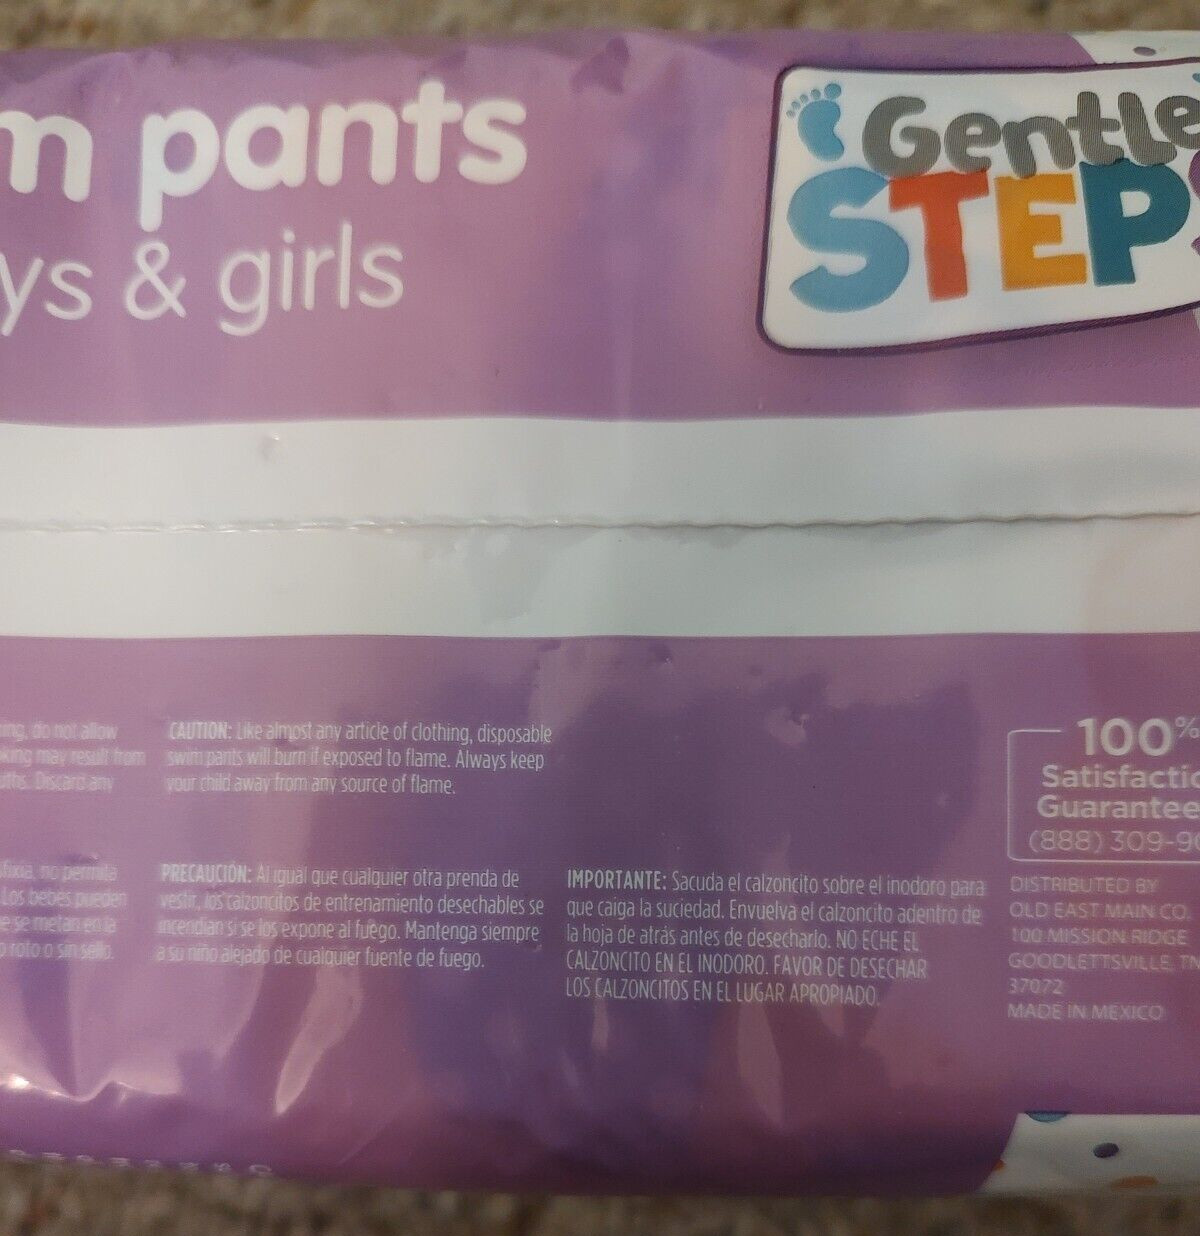 m pants
ys & girls
Gentle
STEPS
ing, do not allow
king may result from
Discard any
CAUTION: Like almost any article of clothing, disposable
swim pants will burn if exposed to flame. Always keep
your child away from any source of flame.
no permita
Los bebes pueden
se metan en la
roto o sin sello.
PRECAUCIÓN: Al igual que cualquier otra prenda de
vestir, los calzoncitos de entrenamiento desechables se
incendian si se los expone al fuego. Mantenga siempre
a su niño alejado de cualquier fuente de fuego.
IMPORTANTE: Sacuda el calzoncito sobre el inodoro para
que caiga la suciedad. Envuelva el calzoncito adentro de
la hoja de atrás antes de desecharlo. NO ECHE EL
CALZONCITO EN EL INODORO. FAVOR DE DESECHAR
LOS CALZONCITOS EN EL LUGAR APROPIADO.
100%
Satisfactio
Guarantee
(888) 309-90
DISTRIBUTED BY
OLD EAST MAIN CO.
100 MISSION RIDGE
GOODLETTSVILLE, TN
37072
MADE IN MEXICO